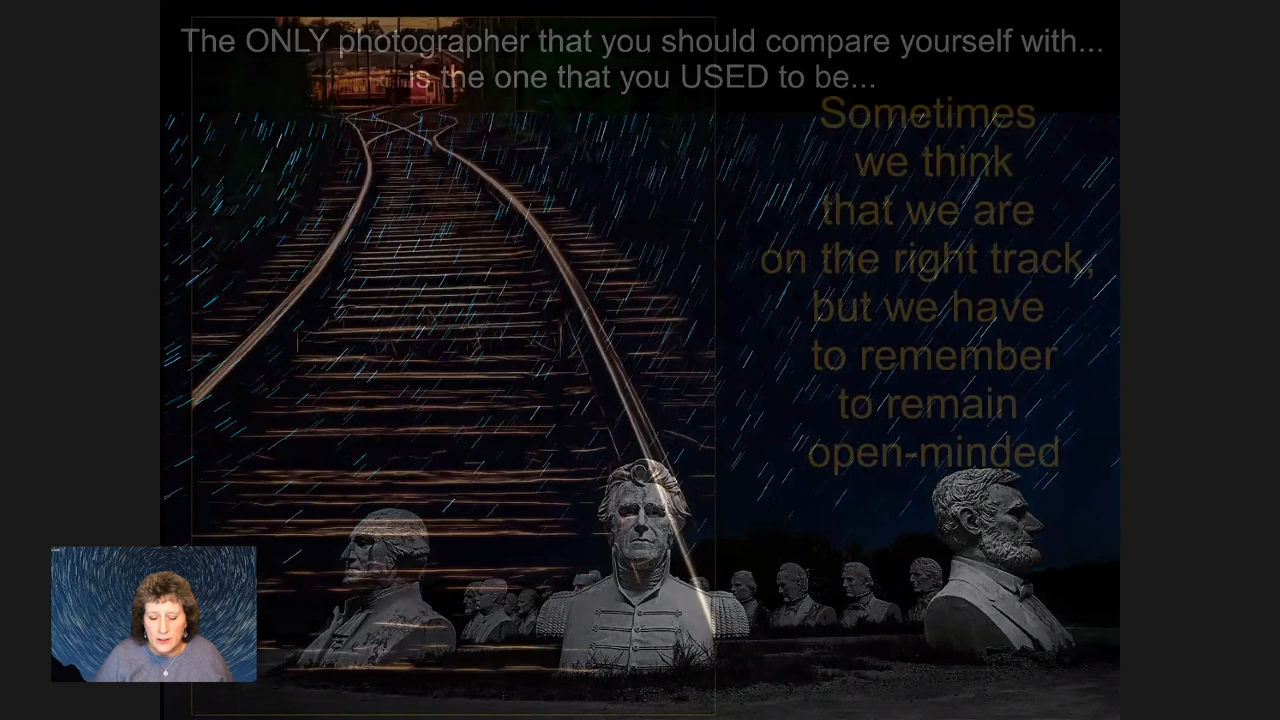 The ONLY photographer that you should compare yourself with...
is the one that you USED to be...
Sometimes
we think
that we are
on the right track,
but we have
to remember
to remain
open-minded